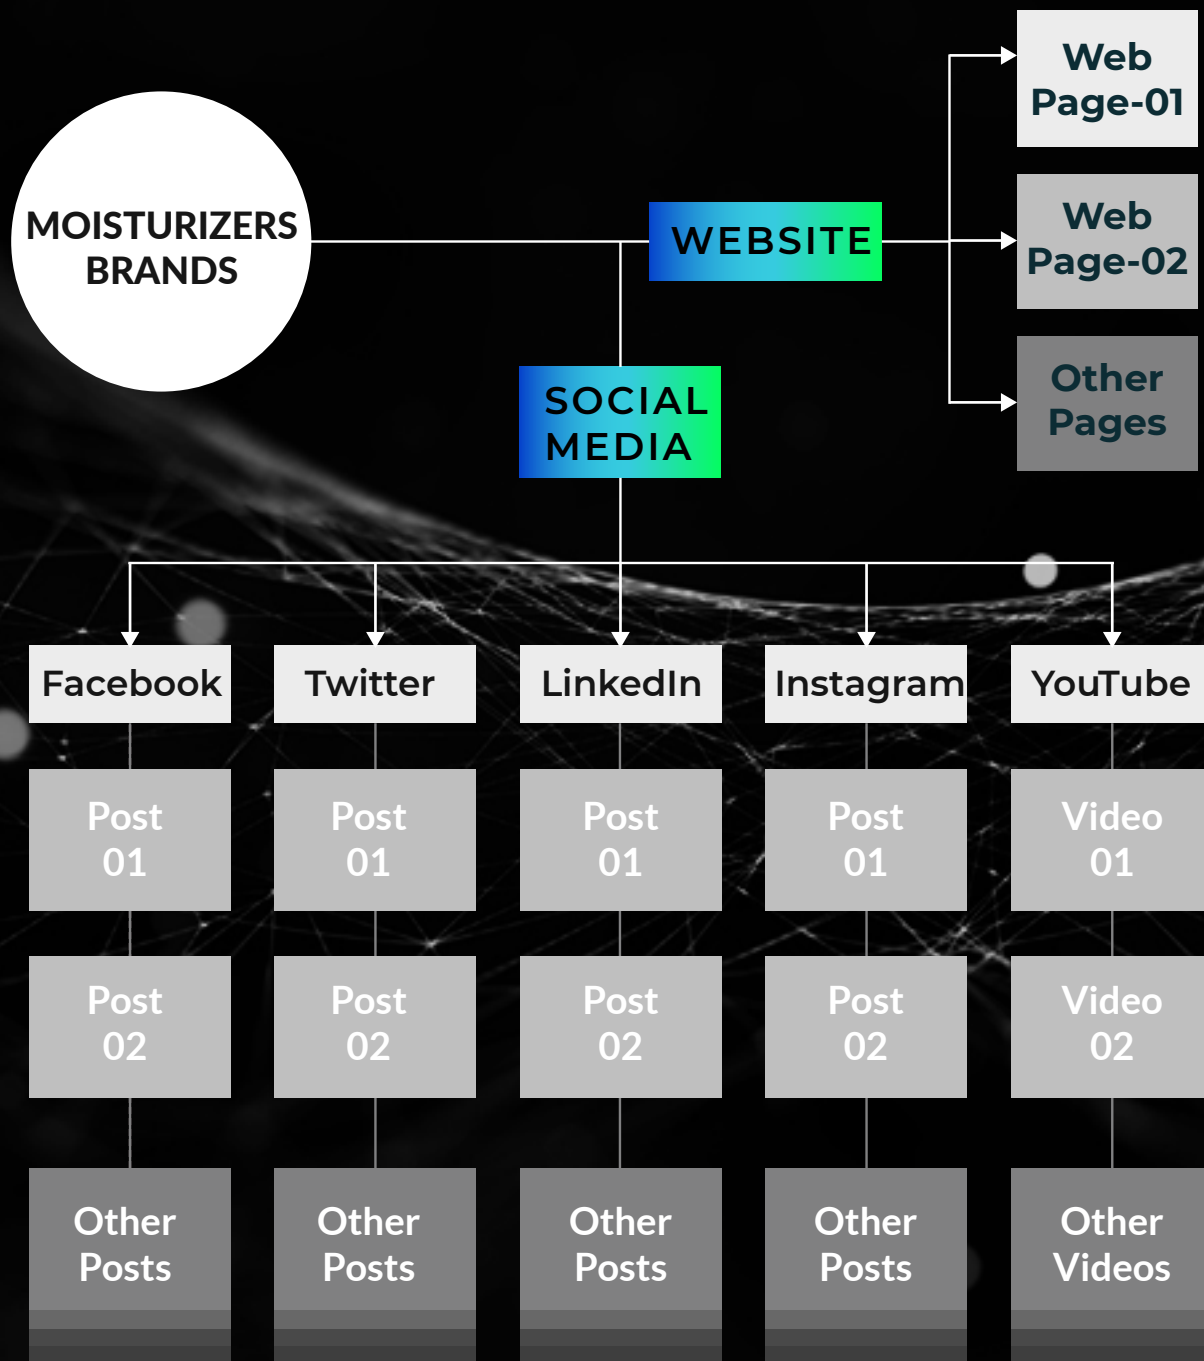 MOISTURIZERS
BRANDS
WEBSITE
Web
Page-01
Web
Page-02
Other
Pages
SOCIAL
MEDIA
Facebook
Twitter
LinkedIn
Instagram
YouTube
Post
01
Post
01
Post
01
Post
01
Video
01
Post
02
Post
02
Post
02
Post
02
Video
02
Other
Posts
Other
Posts
Other
Posts
Other
Posts
Other
Videos